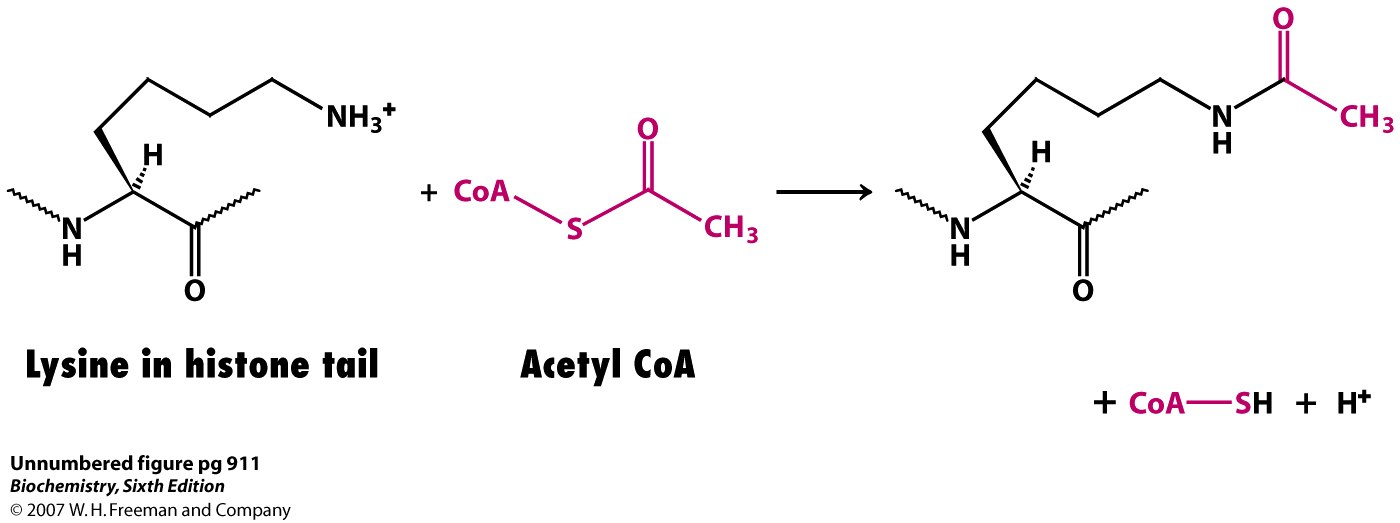 O
NH3+
CH3
N
H
H
O
+ CoA
S
CH3
N
H
O
O
H
N
H
O
Lysine in histone tail
Acetyl CoA
+ CoA—SH + H+
Unnumbered figure pg 911
Biochemistry, Sixth Edition
© 2007 W. H. Freeman and Company